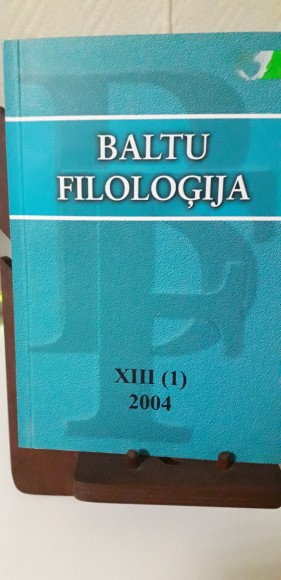 BALTU
FILOLOĢIJA
XIII (1)
2004